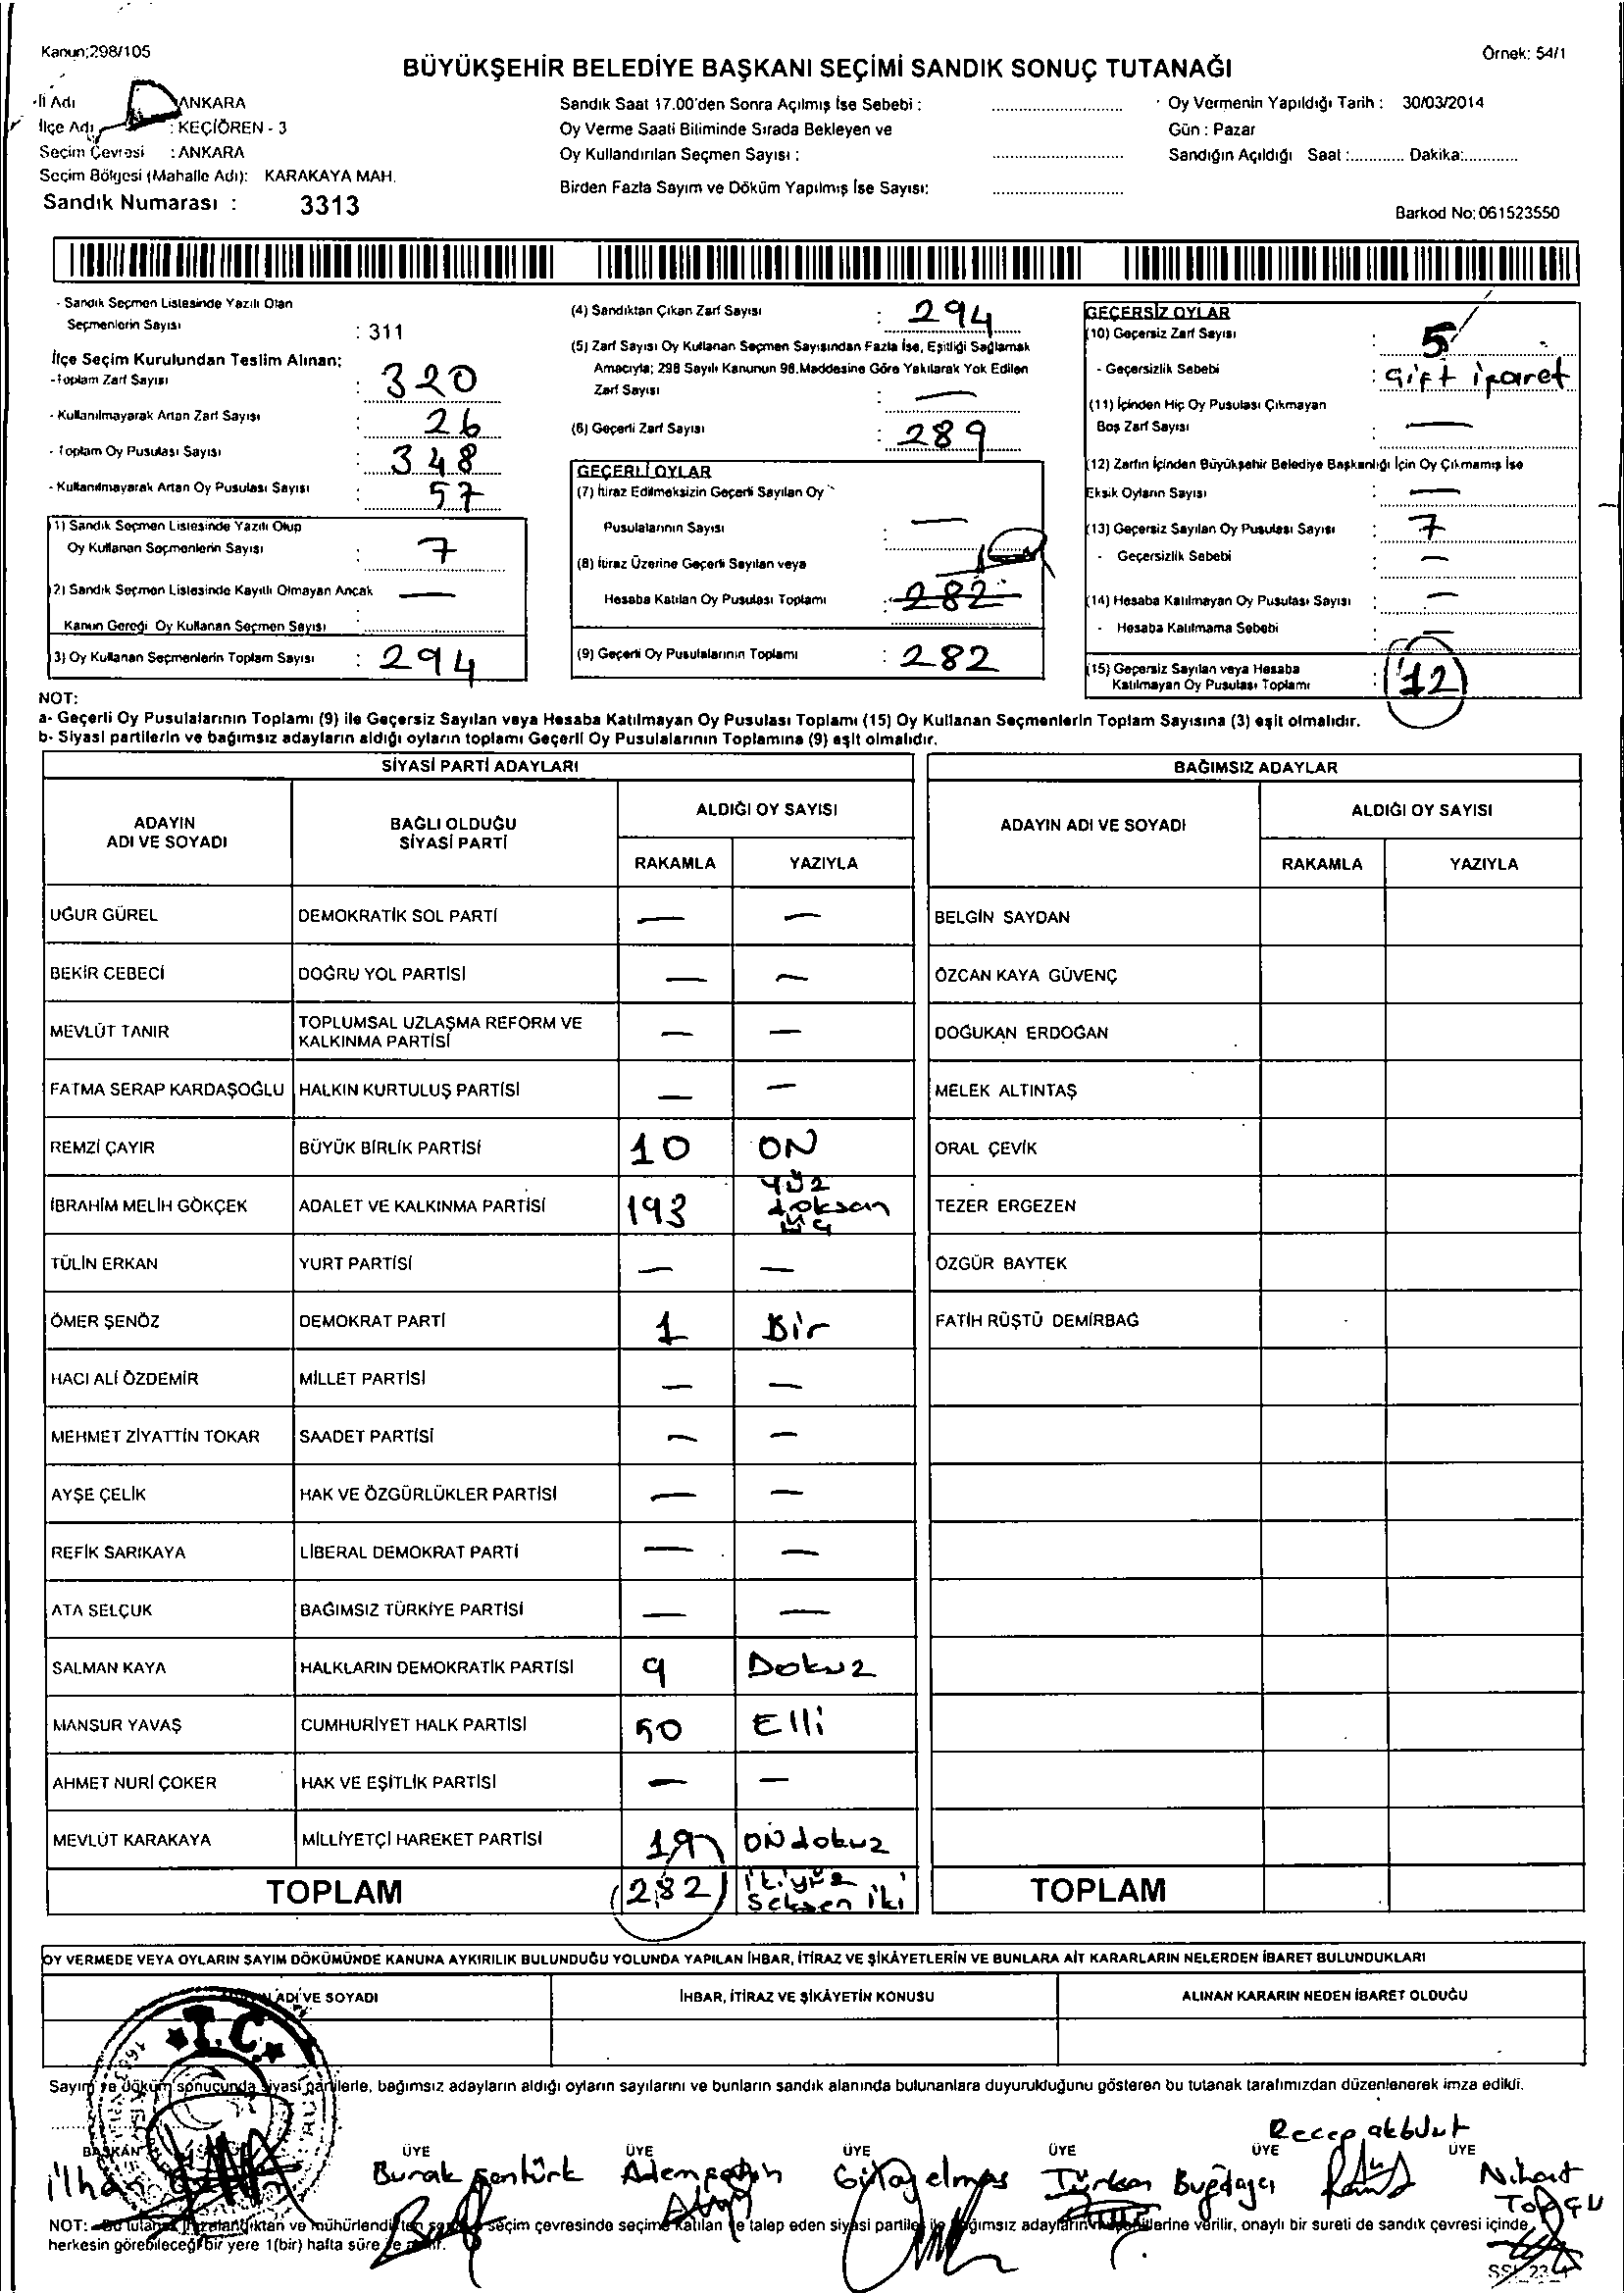 Kanun;298/105
Örnek: 54/1
BÜYÜKŞEHİR BELEDİYE BAŞKANI SEÇİMİ SANDIK SONUÇ TUTANAĞI
İl Adı : ANKARA
İlçe Adı : KEÇİÖREN - 3
Seçim Çevresi : ANKARA
Seçim Bölgesi (Mahalle Adı): KARAKAYA MAH.
Sandık Numarası : 3313
Sandık Saat 17.00'den Sonra Açılmış İse Sebebi :
Oy Verme Saati Bitiminde Sırada Bekleyen ve
Oy Kullandırılan Seçmen Sayısı :
Birden Fazla Sayım ve Döküm Yapılmış İse Sayısı:
Oy Vermenin Yapıldığı Tarih : 30/03/2014
Gün : Pazar
Sandığın Açıldığı Saat :............ Dakika:............
Barkod No: 061523550
- Sandık Seçmen Listesinde Yazılı Olan
Seçmenlerin Sayısı : 311
İlçe Seçim Kurulundan Teslim Alınan;
-Toplam Zarf Sayısı : 320
- Kullanılmayarak Artan Zarf Sayısı : 26
- Toplam Oy Pusulası Sayısı : 348
- Kullanılmayarak Artan Oy Pusulası Sayısı : 57
(1) Sandık Seçmen Listesinde Yazılı Olup
Oy Kullanan Seçmenlerin Sayısı : 7
(2) Sandık Seçmen Listesinde Kayıtlı Olmayan Ancak
Kanun Gereği Oy Kullanan Seçmen Sayısı : —
(3) Oy Kullanan Seçmenlerin Toplam Sayısı : 294
(4) Sandıktan Çıkan Zarf Sayısı : 294
(5) Zarf Sayısı Oy Kullanan Seçmen Sayısından Fazla İse, Eşitliği Sağlamak
Amacıyla; 298 Sayılı Kanunun 98.Maddesine Göre Yakılarak Yok Edilen
Zarf Sayısı : —
(6) Geçerli Zarf Sayısı : 289
GEÇERLİ OYLAR
(7) İtiraz Edilmeksizin Geçerli Sayılan Oy
Pusulalarının Sayısı : —
(8) İtiraz Üzerine Geçerli Sayılan veya
Hesaba Katılan Oy Pusulası Toplamı : 282
(9) Geçerli Oy Pusulalarının Toplamı : 282
GEÇERSİZ OYLAR
(10) Geçersiz Zarf Sayısı : 5
- Geçersizlik Sebebi : çift işaret
(11) İçinden Hiç Oy Pusulası Çıkmayan
Boş Zarf Sayısı : —
(12) Zarfın İçinden Büyükşehir Belediye Başkanlığı İçin Oy Çıkmamış İse
Eksik Oyların Sayısı : —
(13) Geçersiz Sayılan Oy Pusulası Sayısı : 7
- Geçersizlik Sebebi : —
(14) Hesaba Katılmayan Oy Pusulası Sayısı : —
- Hesaba Katılmama Sebebi : —
(15) Geçersiz Sayılan veya Hesaba
Katılmayan Oy Pusulası Toplamı : 12
NOT:
a- Geçerli Oy Pusulalarının Toplamı (9) ile Geçersiz Sayılan veya Hesaba Katılmayan Oy Pusulası Toplamı (15) Oy Kullanan Seçmenlerin Toplam Sayısına (3) eşit olmalıdır.
b- Siyasi partilerin ve bağımsız adayların aldığı oyların toplamı Geçerli Oy Pusulalarının Toplamına (9) eşit olmalıdır.
SİYASİ PARTİ ADAYLARI
ADAYIN ADI VE SOYADI BAĞLI OLDUĞU SİYASİ PARTİ ALDIĞI OY SAYISI
RAKAMLA YAZIYLA
UĞUR GÜREL DEMOKRATİK SOL PARTİ — —
BEKİR CEBECİ DOĞRU YOL PARTİSİ — —
MEVLÜT TANIR TOPLUMSAL UZLAŞMA REFORM VE KALKINMA PARTİSİ — —
FATMA SERAP KARDAŞOĞLU HALKIN KURTULUŞ PARTİSİ — —
REMZİ ÇAYIR BÜYÜK BİRLİK PARTİSİ 10 ON
İBRAHİM MELİH GÖKÇEK ADALET VE KALKINMA PARTİSİ 193 yüz doksan üç
TÜLİN ERKAN YURT PARTİSİ — —
ÖMER ŞENÖZ DEMOKRAT PARTİ 1 Bir
HACI ALİ ÖZDEMİR MİLLET PARTİSİ — —
MEHMET ZİYATTİN TOKAR SAADET PARTİSİ — —
AYŞE ÇELİK HAK VE ÖZGÜRLÜKLER PARTİSİ — —
REFİK SARIKAYA LİBERAL DEMOKRAT PARTİ — —
ATA SELÇUK BAĞIMSIZ TÜRKİYE PARTİSİ — —
SALMAN KAYA HALKLARIN DEMOKRATİK PARTİSİ 9 Dokuz
MANSUR YAVAŞ CUMHURİYET HALK PARTİSİ 50 Elli
AHMET NURİ ÇOKER HAK VE EŞİTLİK PARTİSİ — —
MEVLÜT KARAKAYA MİLLİYETÇİ HAREKET PARTİSİ 19 ONdokuz
TOPLAM 282 ikiyüz Seksen iki
BAĞIMSIZ ADAYLAR
ADAYIN ADI VE SOYADI ALDIĞI OY SAYISI
RAKAMLA YAZIYLA
BELGİN SAYDAN
ÖZCAN KAYA GÜVENÇ
DOĞUKAN ERDOĞAN
MELEK ALTINTAŞ
ORAL ÇEVİK
TEZER ERGEZEN
ÖZGÜR BAYTEK
FATİH RÜŞTÜ DEMİRBAĞ
TOPLAM
OY VERMEDE VEYA OYLARIN SAYIM DÖKÜMÜNDE KANUNA AYKIRILIK BULUNDUĞU YOLUNDA YAPILAN İHBAR, İTİRAZ VE ŞİKÂYETLERİN VE BUNLARA AİT KARARLARIN NELERDEN İBARET BULUNDUKLARI
ADI VE SOYADI İHBAR, İTİRAZ VE ŞİKÂYETİN KONUSU ALINAN KARARIN NEDEN İBARET OLDUĞU
T.C.
Sayım ve döküm sonucunda siyasi partilerle, bağımsız adayların aldığı oyların sayılarını ve bunların sandık alanında bulunanlara duyurulduğunu gösteren bu tutanak tarafımızdan düzenlenerek imza edildi.
Recep akbulut
BAŞKAN ÜYE ÜYE ÜYE ÜYE ÜYE ÜYE
ilhan Burak Şentürk Türkan Buğdaycı Nihat
NOT: Bu tutanak imzalandıktan ve mühürlendikten sonra seçim çevresinde seçime katılan ve talep eden siyasi partiler ile bağımsız adayların verilir, onaylı bir sureti de sandık çevresi içinde
herkesin görebileceği bir yere 1(bir) hafta süre ile asılır.